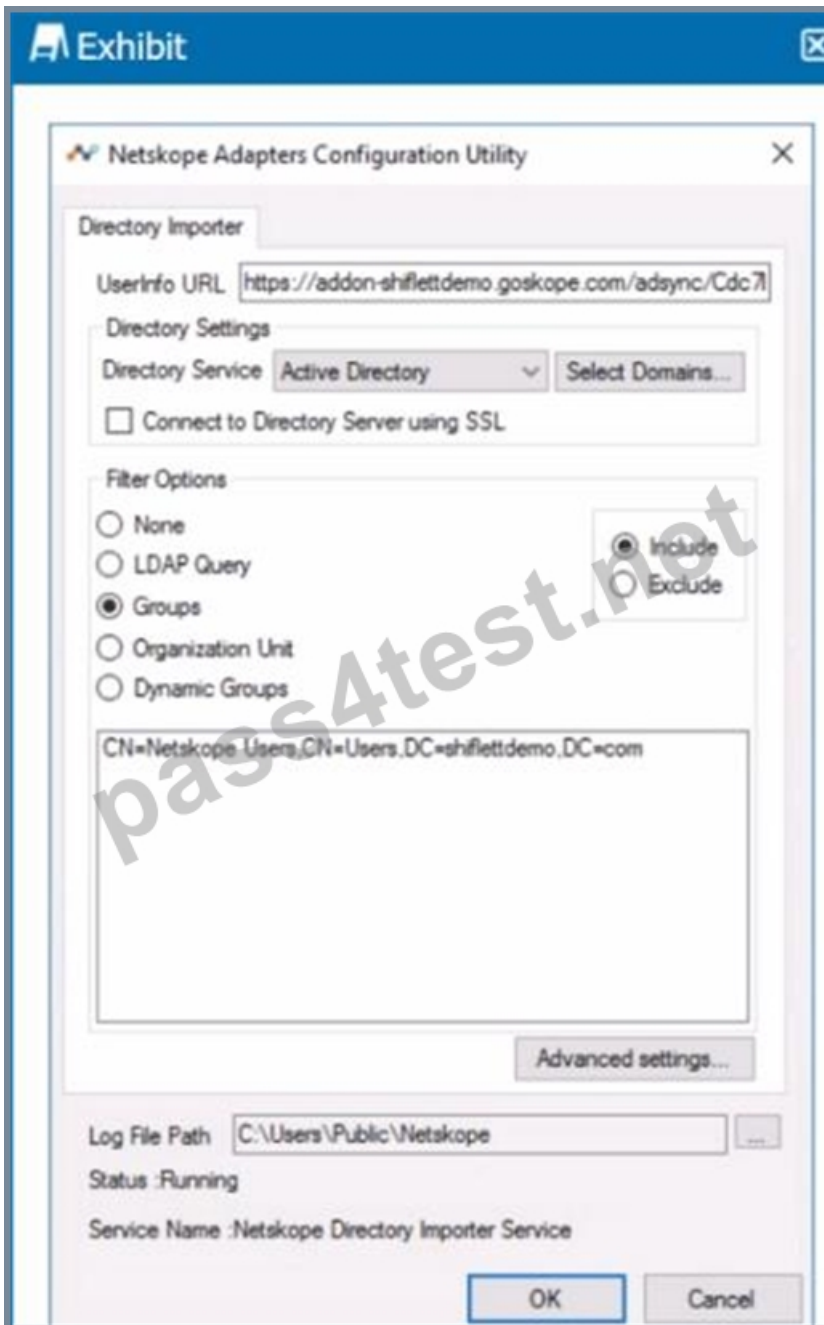 Exhibit
Netskope Adapters Configuration Utility
Directory Importer
UserInfo URL https://addon-shiflettdemo.goskope.com/adsync/Cdc7
Directory Settings
Directory Service Active Directory Select Domains...
Connect to Directory Server using SSL
Filter Options
None
LDAP Query
Groups
Organization Unit
Dynamic Groups
Include
Exclude
CN=Netskope Users,CN=Users,DC=shiflettdemo,DC=com
pass4test.net
Advanced settings...
Log File Path C:\Users\Public\Netskope ...
Status :Running
Service Name :Netskope Directory Importer Service
OK Cancel